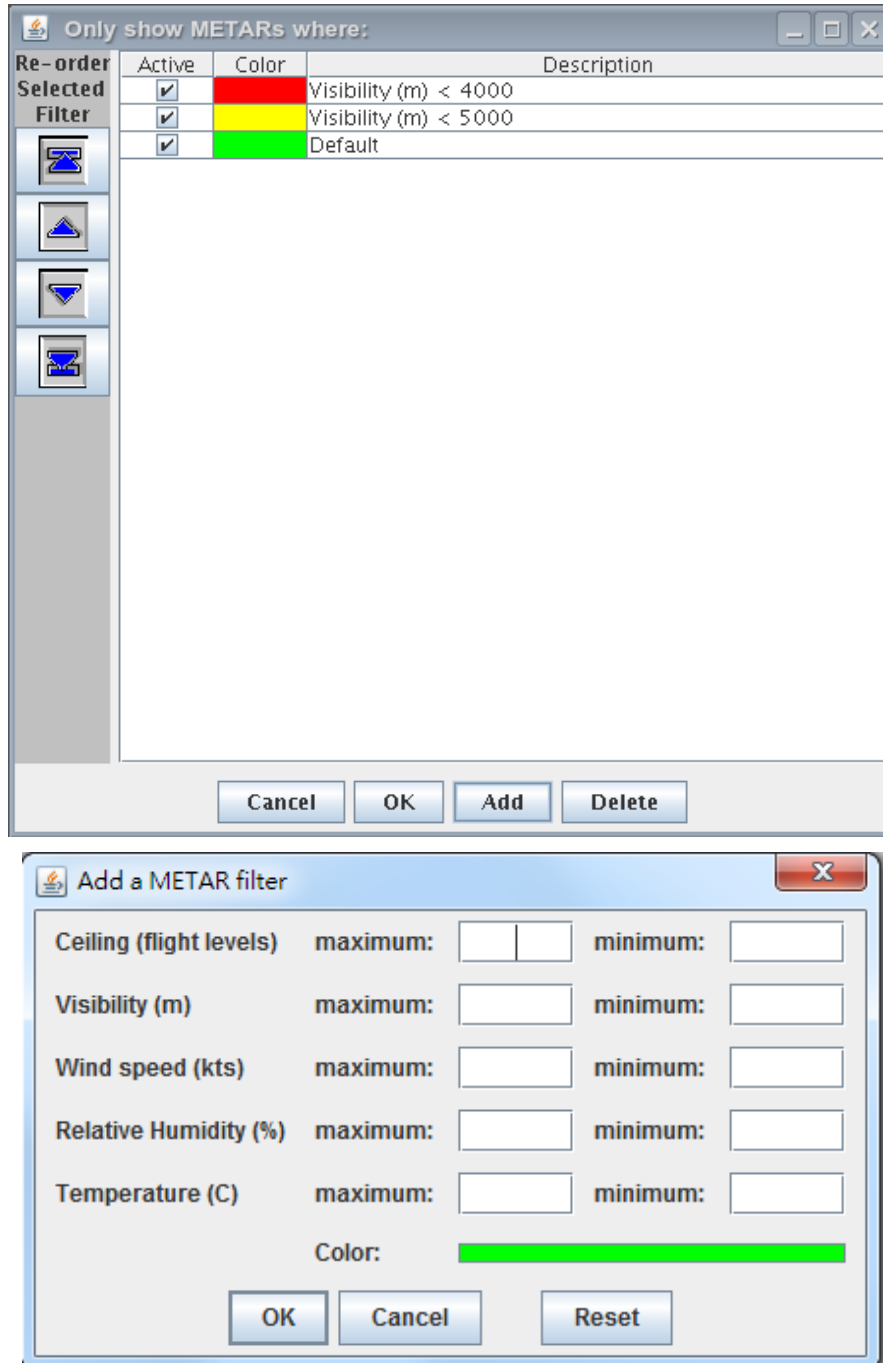 Only show METARs where:
Re-order Selected Filter
Active Color Description
Visibility (m) < 4000
Visibility (m) < 5000
Default
Cancel OK Add Delete
Add a METAR filter
Ceiling (flight levels) maximum: minimum:
Visibility (m) maximum: minimum:
Wind speed (kts) maximum: minimum:
Relative Humidity (%) maximum: minimum:
Temperature (C) maximum: minimum:
Color:
OK Cancel Reset